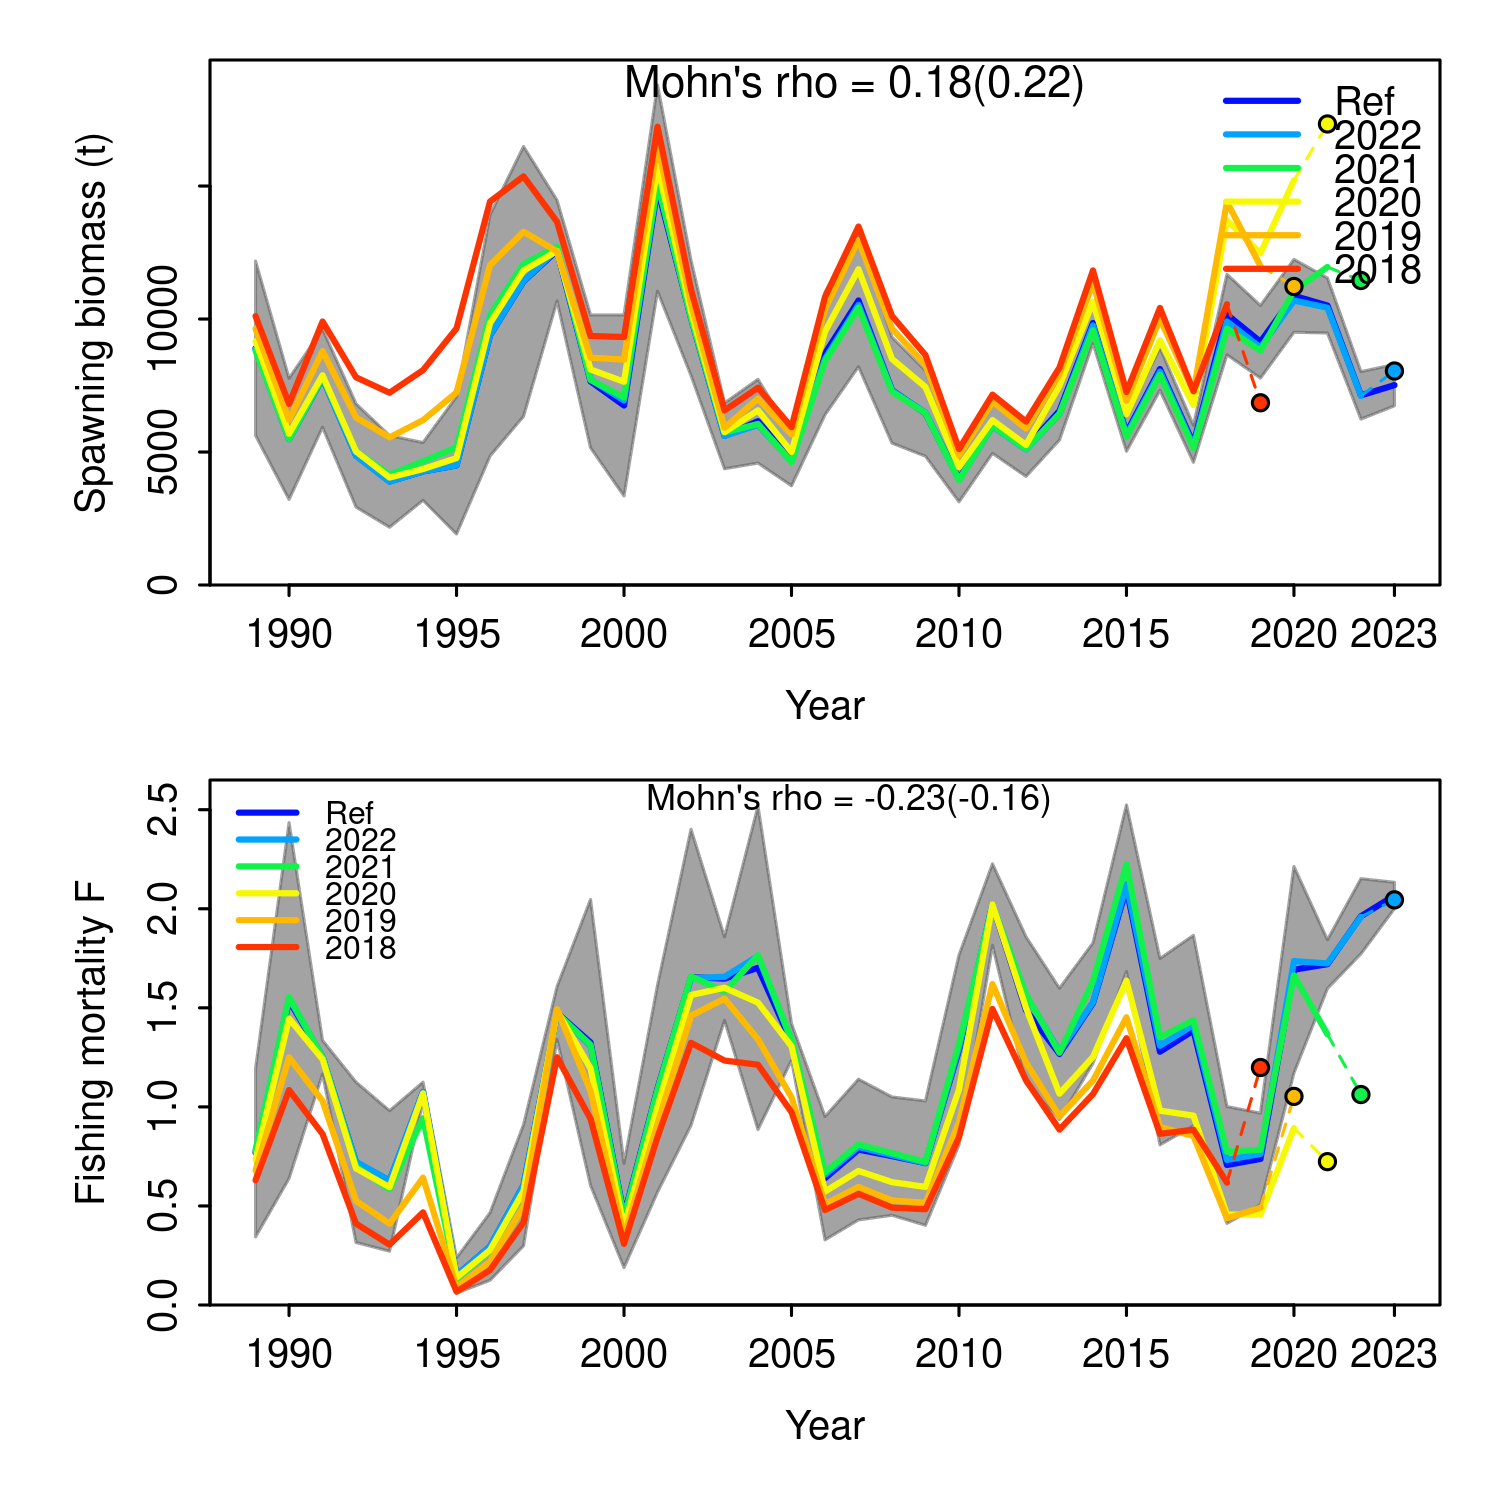 Mohn's rho = 0.18(0.22)
Ref
2022
2021
2020
2019
2018
Spawning biomass (t)
0 5000 10000
1990 1995 2000 2005 2010 2015 2020 2023
Year
Mohn's rho = -0.23(-0.16)
Ref
2022
2021
2020
2019
2018
Fishing mortality F
0.0 0.5 1.0 1.5 2.0 2.5
1990 1995 2000 2005 2010 2015 2020 2023
Year